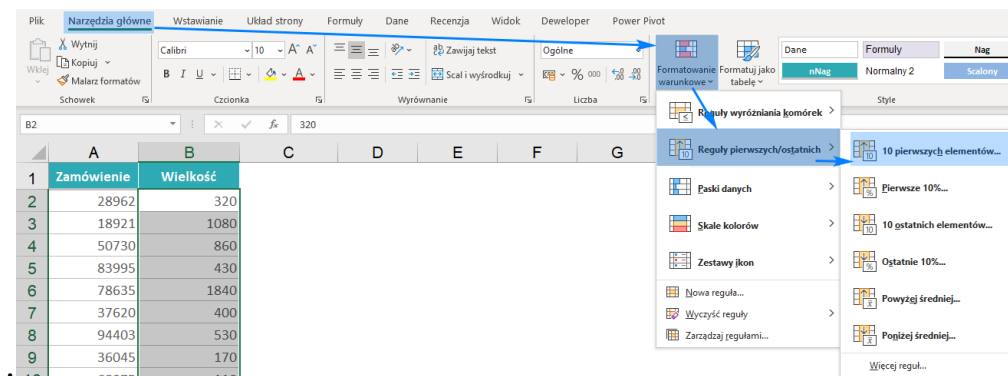 Plik Narzędzia główne Wstawianie Układ strony Formuły Dane Recenzja Widok Deweloper Power Pivot
Wklej
Wytnij
Kopiuj
Malarz formatów
Schowek
Calibri 10 A A
B I U A
Czcionka
Zawijaj tekst
Scal i wyśrodkuj
Wyrównanie
Ogólne
% 000
Liczba
Formatowanie warunkowe
Formatuj jako tabelę
Dane Formuły Nag
nNag Normalny 2 Scalony
Style
B2 fx 320
A B C D E F G
1 Zamówienie Wielkość
2 28962 320
3 18921 1080
4 50730 860
5 83995 430
6 78635 1840
7 37620 400
8 94403 530
9 36045 170
Reguły wyróżniania komórek
Reguły pierwszych/ostatnich
Paski danych
Skale kolorów
Zestawy ikon
Nowa reguła...
Wyczyść reguły
Zarządzaj regułami...
10 pierwszych elementów...
Pierwsze 10%...
10 ostatnich elementów...
Ostatnie 10%...
Powyżej średniej...
Poniżej średniej...
Więcej reguł...